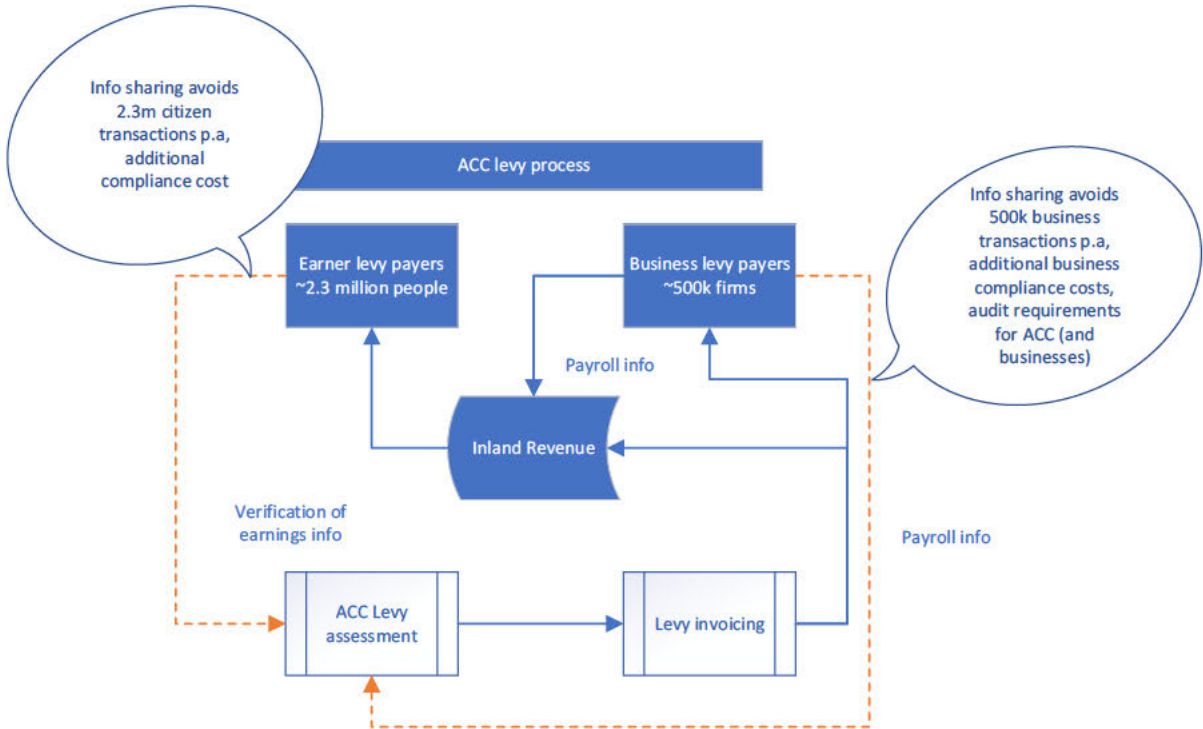 Info sharing avoids
2.3m citizen
transactions p.a,
additional
compliance cost
ACC levy process
Info sharing avoids
500k business
transactions p.a,
additional business
compliance costs,
audit requirements
for ACC (and
businesses)
Earner levy payers
~2.3 million people
Business levy payers
~500k firms
Payroll info
Inland Revenue
Verification of
earnings info
Payroll info
ACC Levy
assessment
Levy invoicing